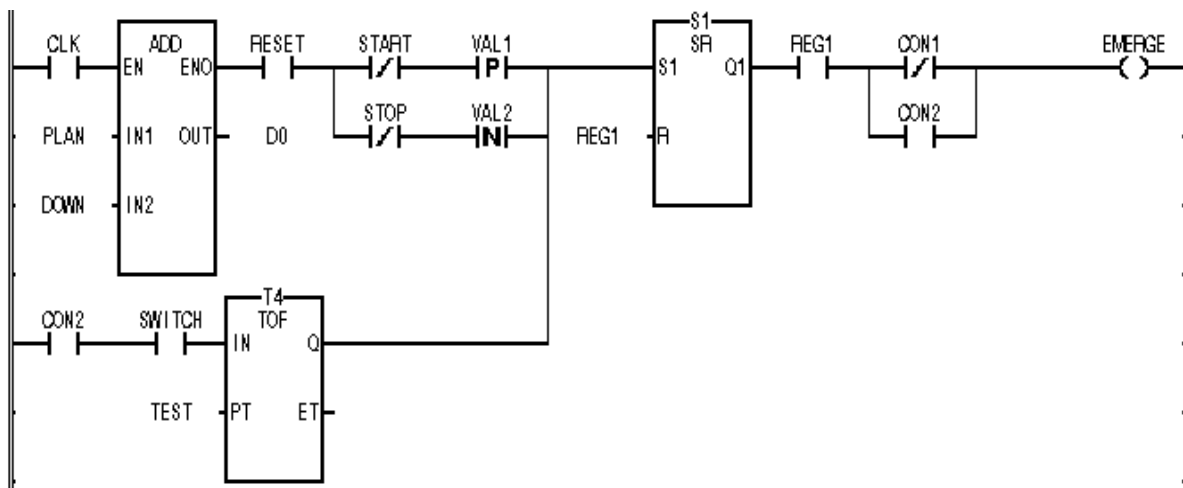 CLK ADD RESET START VAL1 S1 SR REG1 CON1 EMERGE
EN ENO P S1 Q1
STOP VAL2 CON2
PLAN IN1 OUT D0 N REG1 R
DOWN IN2
CON2 SWITCH T4 TOF
IN Q
TEST PT ET